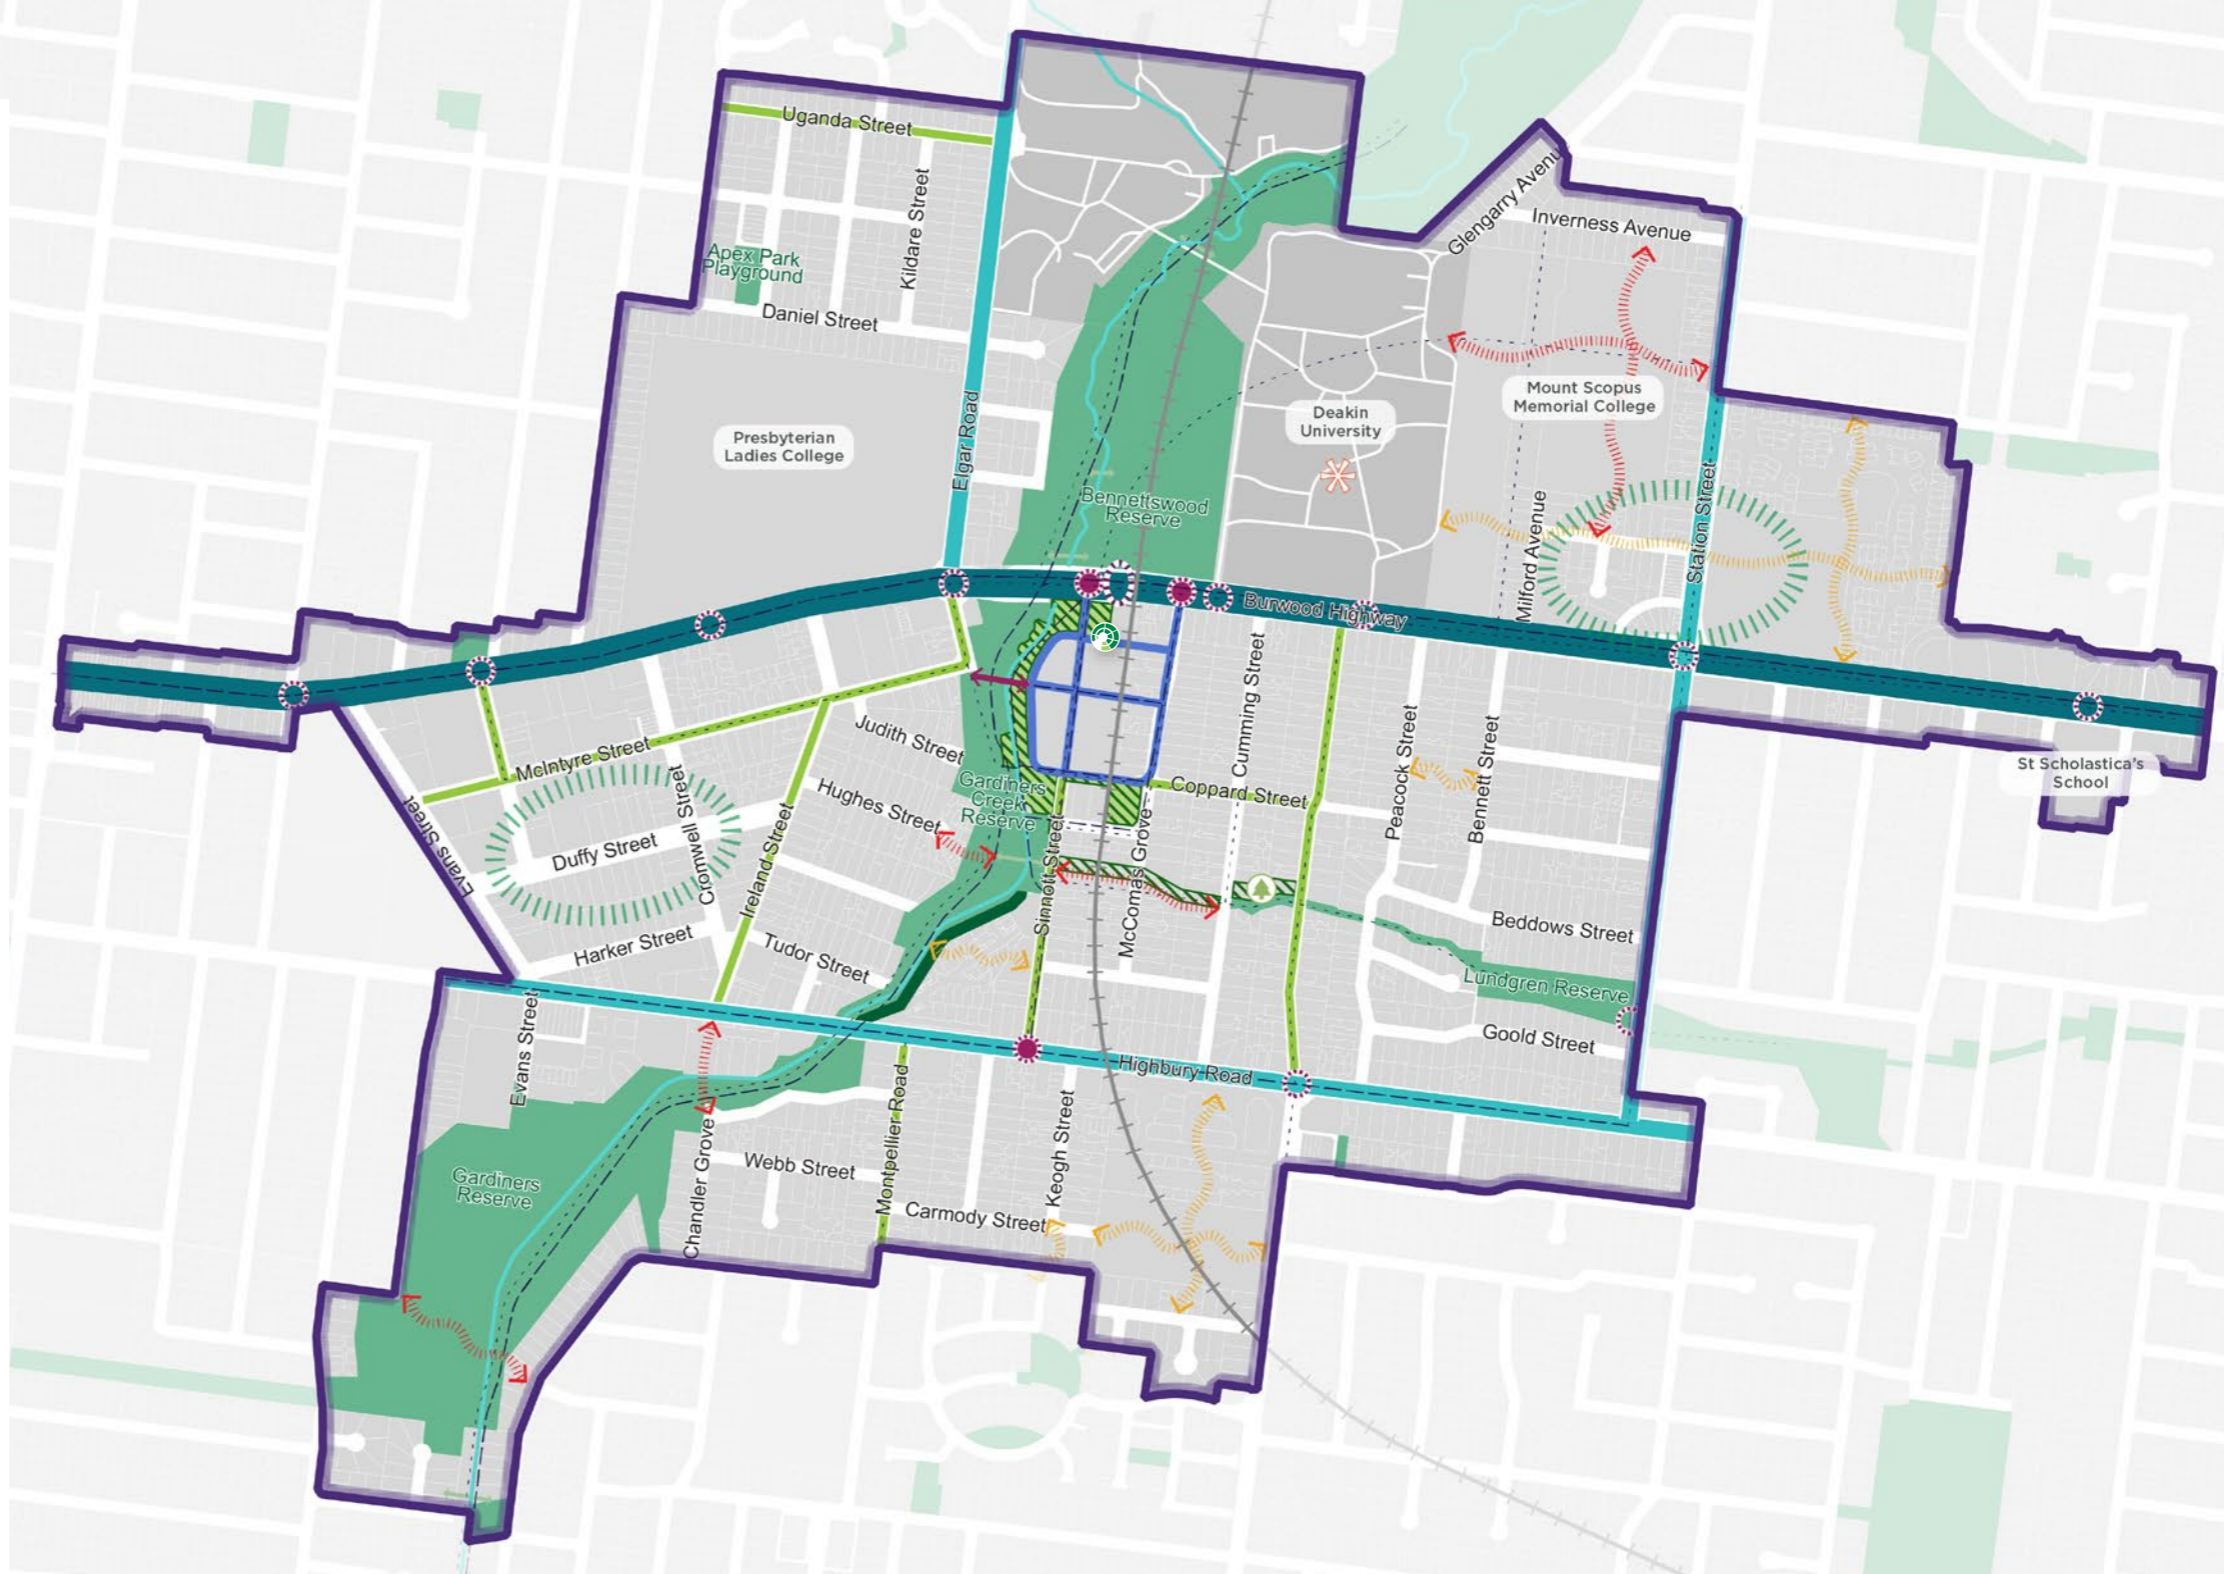 Uganda Street
Kildare Street
Glengarry Avenu
Inverness Avenue
Apex Park
Playground
Daniel Street
Mount Scopus
Memorial College
Deakin
University
Presbyterian
Ladies College
Elgar Road
Bennettswood
Reserve
Milford Avenue
Station Street
Burwood Highway
Cumming Street
Judith Street
McIntyre Street
Peacock Street
Bennett Street
St Scholastica's
School
Gardiners
Creek
Reserve
Coppard Street
Hughes Street
Evans Street
Duffy Street
Cromwell Street
Ireland Street
Sinnott Street
McComas Grove
Beddows Street
Harker Street
Tudor Street
Lundgren Reserve
Goold Street
Evans Street
Highbury Road
Gardiners
Reserve
Chandler Grove
Webb Street
Montpellier Road
Keogh Street
Carmody Street